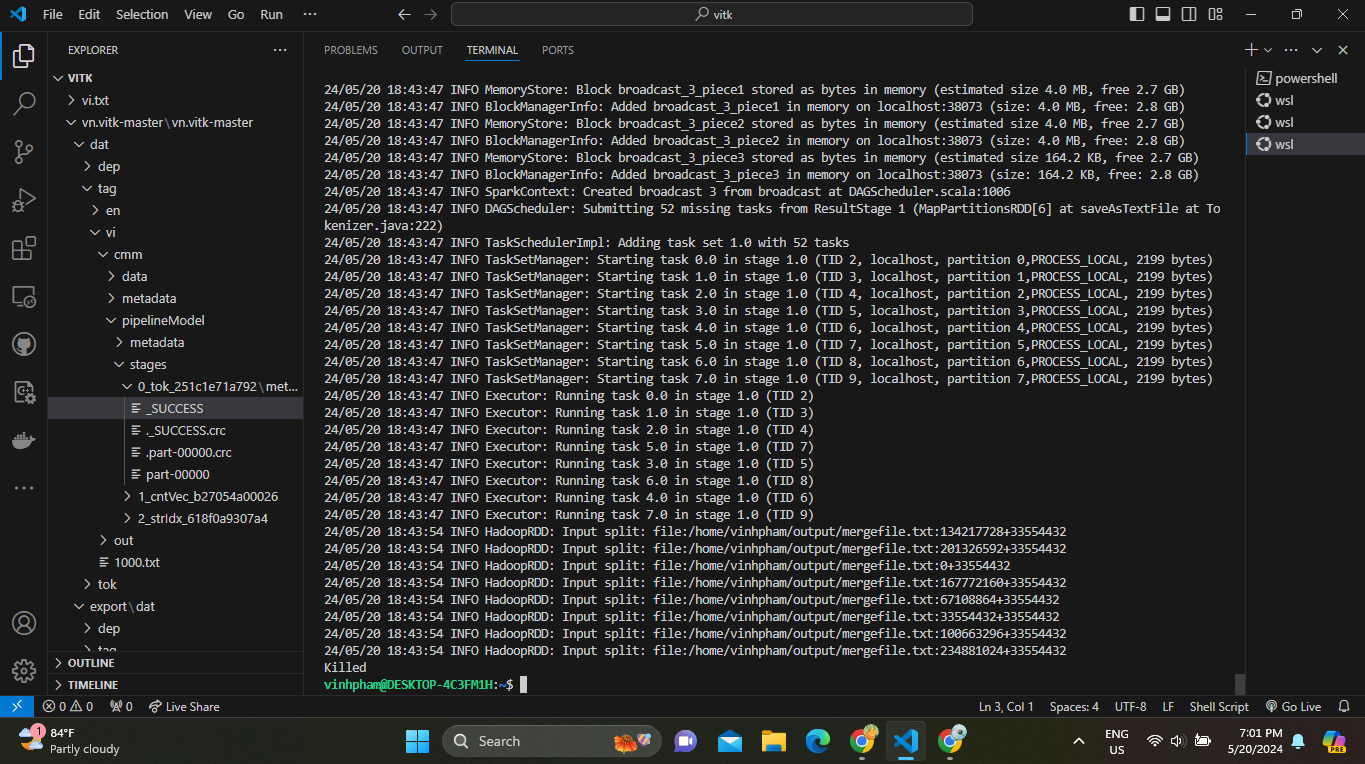 File Edit Selection View Go Run ··· vitk
EXPLORER ···
VITK
vi.txt
vn.vitk-master\vn.vitk-master
dat
dep
tag
en
vi
cmm
data
metadata
pipelineModel
metadata
stages
0_tok_251c1e71a792\met...
_SUCCESS
._SUCCESS.crc
.part-00000.crc
part-00000
1_cntVec_b27054a00026
2_strIdx_618f0a9307a4
out
1000.txt
tok
export\dat
dep
tag
OUTLINE
TIMELINE
PROBLEMS OUTPUT TERMINAL PORTS
24/05/20 18:43:47 INFO MemoryStore: Block broadcast_3_piece1 stored as bytes in memory (estimated size 4.0 MB, free 2.7 GB)
24/05/20 18:43:47 INFO BlockManagerInfo: Added broadcast_3_piece1 in memory on localhost:38073 (size: 4.0 MB, free: 2.8 GB)
24/05/20 18:43:47 INFO MemoryStore: Block broadcast_3_piece2 stored as bytes in memory (estimated size 4.0 MB, free 2.7 GB)
24/05/20 18:43:47 INFO BlockManagerInfo: Added broadcast_3_piece2 in memory on localhost:38073 (size: 4.0 MB, free: 2.8 GB)
24/05/20 18:43:47 INFO MemoryStore: Block broadcast_3_piece3 stored as bytes in memory (estimated size 164.2 KB, free 2.7 GB)
24/05/20 18:43:47 INFO BlockManagerInfo: Added broadcast_3_piece3 in memory on localhost:38073 (size: 164.2 KB, free: 2.8 GB)
24/05/20 18:43:47 INFO SparkContext: Created broadcast 3 from broadcast at DAGScheduler.scala:1006
24/05/20 18:43:47 INFO DAGScheduler: Submitting 52 missing tasks from ResultStage 1 (MapPartitionsRDD[6] at saveAsTextFile at To
kenizer.java:222)
24/05/20 18:43:47 INFO TaskSchedulerImpl: Adding task set 1.0 with 52 tasks
24/05/20 18:43:47 INFO TaskSetManager: Starting task 0.0 in stage 1.0 (TID 2, localhost, partition 0,PROCESS_LOCAL, 2199 bytes)
24/05/20 18:43:47 INFO TaskSetManager: Starting task 1.0 in stage 1.0 (TID 3, localhost, partition 1,PROCESS_LOCAL, 2199 bytes)
24/05/20 18:43:47 INFO TaskSetManager: Starting task 2.0 in stage 1.0 (TID 4, localhost, partition 2,PROCESS_LOCAL, 2199 bytes)
24/05/20 18:43:47 INFO TaskSetManager: Starting task 3.0 in stage 1.0 (TID 5, localhost, partition 3,PROCESS_LOCAL, 2199 bytes)
24/05/20 18:43:47 INFO TaskSetManager: Starting task 4.0 in stage 1.0 (TID 6, localhost, partition 4,PROCESS_LOCAL, 2199 bytes)
24/05/20 18:43:47 INFO TaskSetManager: Starting task 5.0 in stage 1.0 (TID 7, localhost, partition 5,PROCESS_LOCAL, 2199 bytes)
24/05/20 18:43:47 INFO TaskSetManager: Starting task 6.0 in stage 1.0 (TID 8, localhost, partition 6,PROCESS_LOCAL, 2199 bytes)
24/05/20 18:43:47 INFO TaskSetManager: Starting task 7.0 in stage 1.0 (TID 9, localhost, partition 7,PROCESS_LOCAL, 2199 bytes)
24/05/20 18:43:47 INFO Executor: Running task 0.0 in stage 1.0 (TID 2)
24/05/20 18:43:47 INFO Executor: Running task 1.0 in stage 1.0 (TID 3)
24/05/20 18:43:47 INFO Executor: Running task 2.0 in stage 1.0 (TID 4)
24/05/20 18:43:47 INFO Executor: Running task 5.0 in stage 1.0 (TID 7)
24/05/20 18:43:47 INFO Executor: Running task 3.0 in stage 1.0 (TID 5)
24/05/20 18:43:47 INFO Executor: Running task 6.0 in stage 1.0 (TID 8)
24/05/20 18:43:47 INFO Executor: Running task 4.0 in stage 1.0 (TID 6)
24/05/20 18:43:47 INFO Executor: Running task 7.0 in stage 1.0 (TID 9)
24/05/20 18:43:54 INFO HadoopRDD: Input split: file:/home/vinhpham/output/mergefile.txt:134217728+33554432
24/05/20 18:43:54 INFO HadoopRDD: Input split: file:/home/vinhpham/output/mergefile.txt:201326592+33554432
24/05/20 18:43:54 INFO HadoopRDD: Input split: file:/home/vinhpham/output/mergefile.txt:0+33554432
24/05/20 18:43:54 INFO HadoopRDD: Input split: file:/home/vinhpham/output/mergefile.txt:167772160+33554432
24/05/20 18:43:54 INFO HadoopRDD: Input split: file:/home/vinhpham/output/mergefile.txt:67108864+33554432
24/05/20 18:43:54 INFO HadoopRDD: Input split: file:/home/vinhpham/output/mergefile.txt:33554432+33554432
24/05/20 18:43:54 INFO HadoopRDD: Input split: file:/home/vinhpham/output/mergefile.txt:100663296+33554432
24/05/20 18:43:54 INFO HadoopRDD: Input split: file:/home/vinhpham/output/mergefile.txt:234881024+33554432
Killed
vinhpham@DESKTOP-4C3FM1H:~$
powershell
wsl
wsl
wsl
0 0 0 Live Share Ln 3, Col 1 Spaces: 4 UTF-8 LF Shell Script Go Live
1 84°F
Partly cloudy
Search
ENG
US
7:01 PM
5/20/2024
PRE